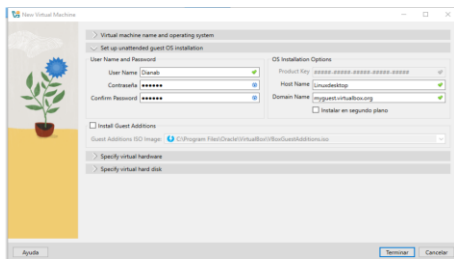 New Virtual Machine
Virtual machine name and operating system
Set up unattended guest OS installation
User Name and Password
User Name Dianab
Contraseña ●●●●●●
Confirm Password ●●●●●●
OS Installation Options
Product Key #####-#####-#####-#####-#####
Host Name Linuxdesktop
Domain Name myguest.virtualbox.org
Instalar en segundo plano
Install Guest Additions
Guest Additions ISO Image: C:\Program Files\Oracle\VirtualBox\VBoxGuestAdditions.iso
Specify virtual hardware
Specify virtual hard disk
Ayuda
Terminar
Cancelar